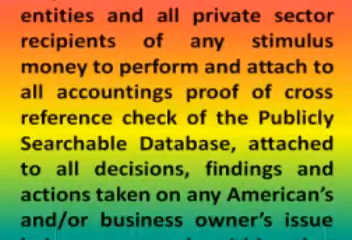 entities and all private sector
recipients of any stimulus
money to perform and attach to
all accountings proof of cross
reference check of the Publicly
Searchable Database, attached
to all decisions, findings and
actions taken on any American's
and/or business owner's issue